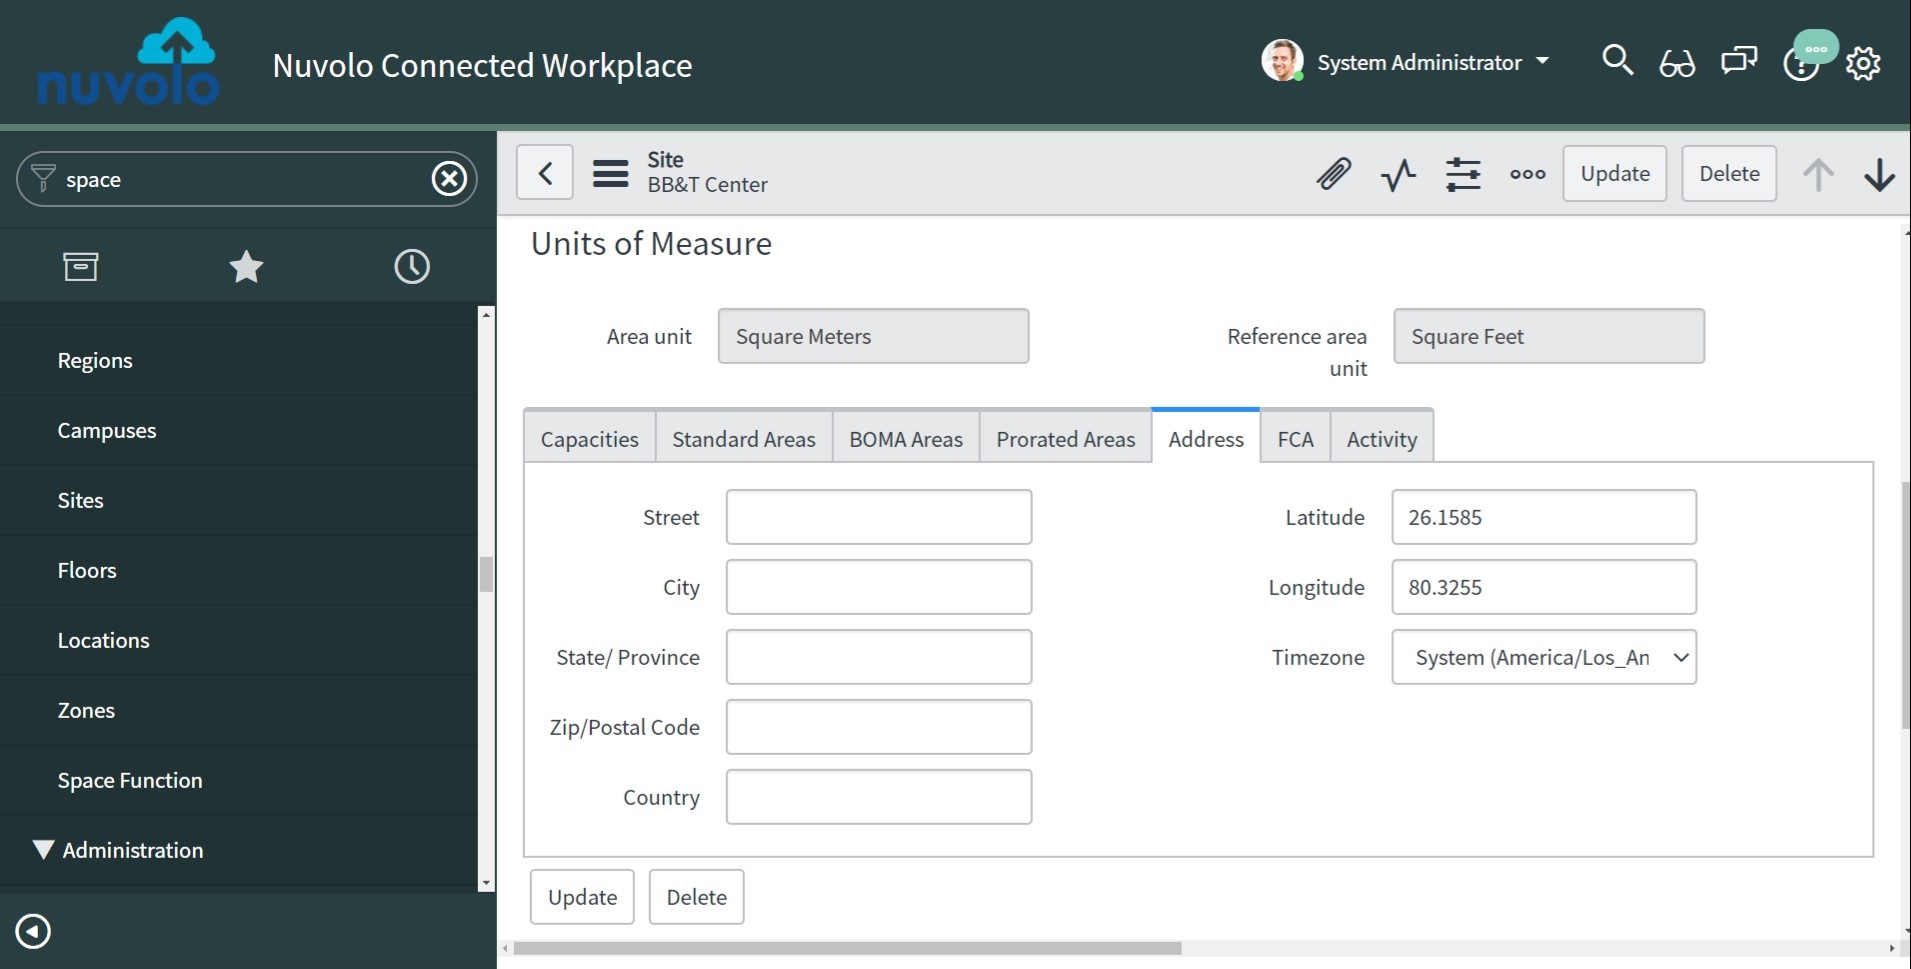 nuvolo
Nuvolo Connected Workplace
System Administrator
space
Site
BB&T Center
Update
Delete
Regions
Campuses
Sites
Floors
Locations
Zones
Space Function
Administration
Units of Measure
Area unit
Square Meters
Reference area
unit
Square Feet
Capacities
Standard Areas
BOMA Areas
Prorated Areas
Address
FCA
Activity
Street
City
State/ Province
Zip/Postal Code
Country
Latitude
26.1585
Longitude
80.3255
Timezone
System (America/Los_An
Update
Delete